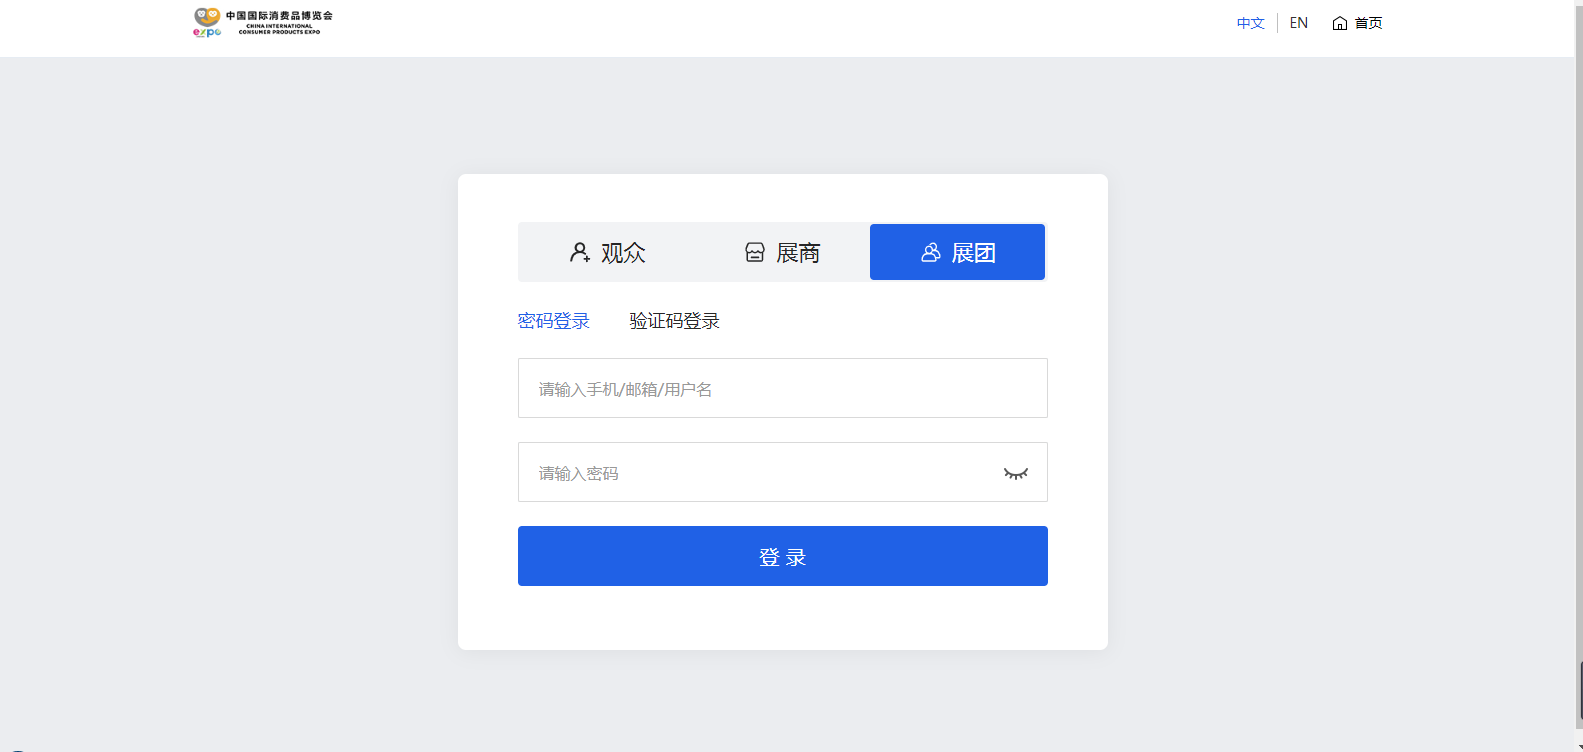 中国国际消费品博览会
CHINA INTERNATIONAL
CONSUMER PRODUCTS EXPO
expo
中文 EN 首页
观众 展商 展团
密码登录 验证码登录
请输入手机/邮箱/用户名
请输入密码
登 录